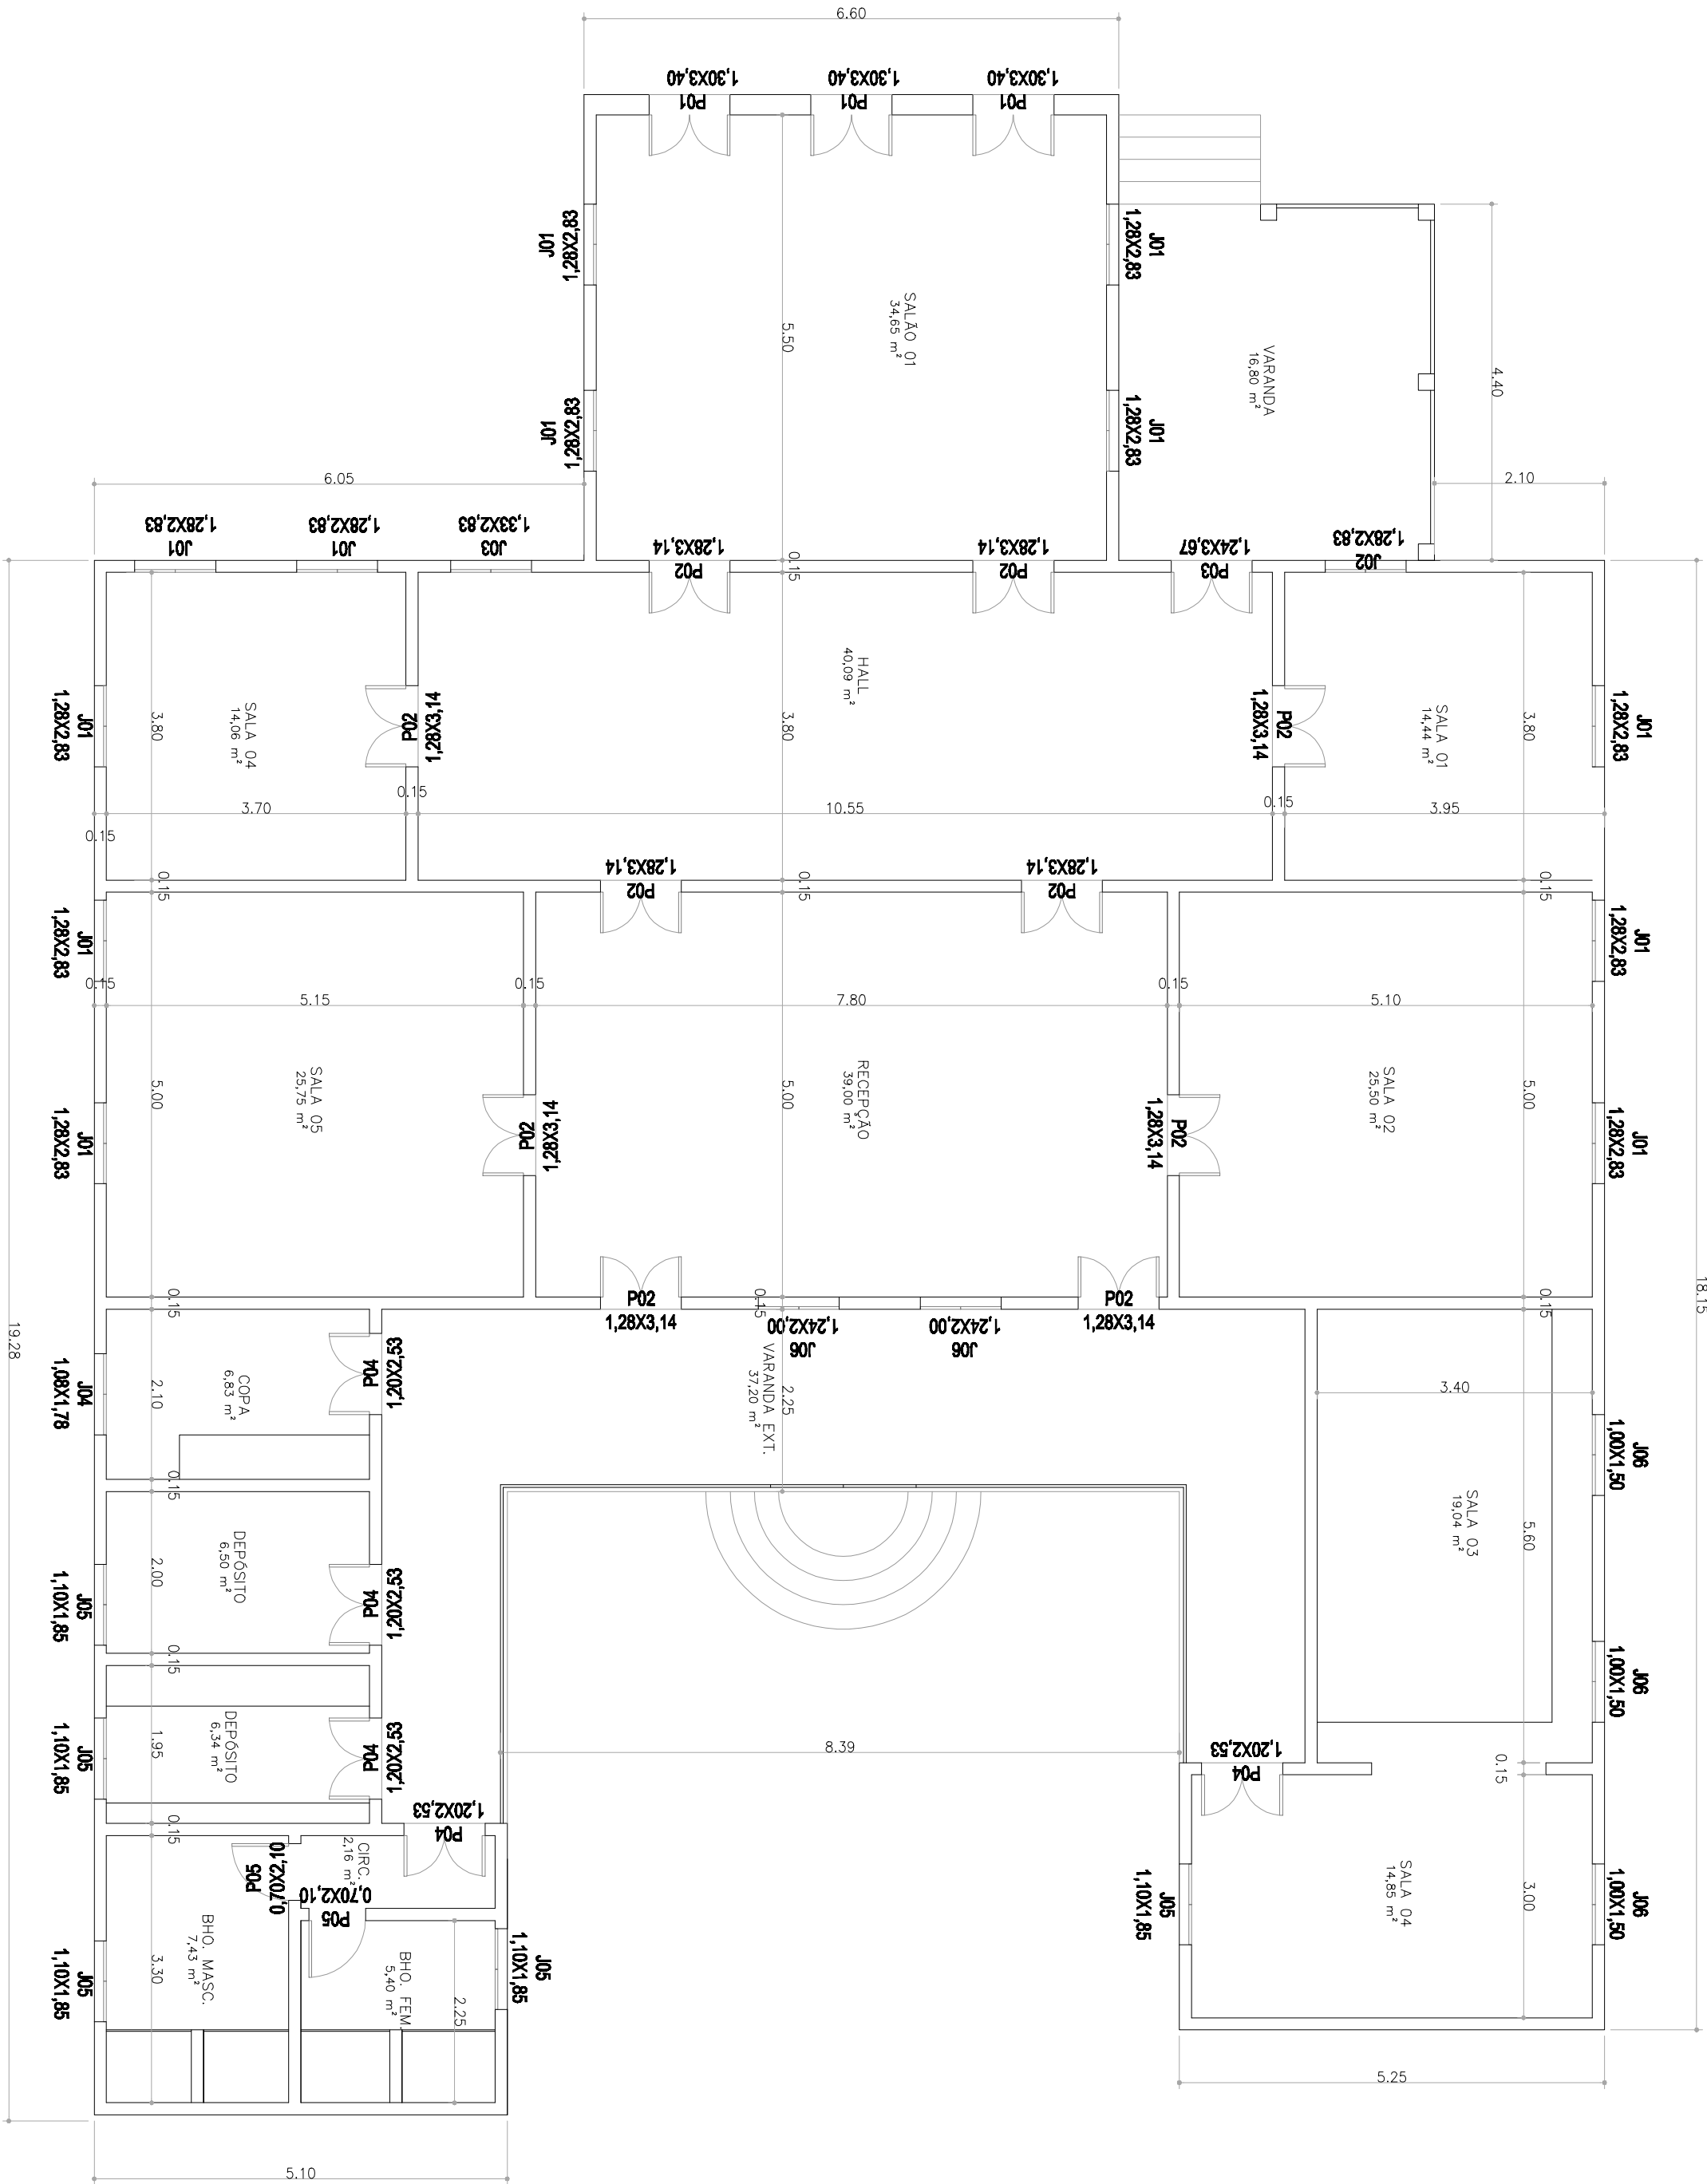 6.60
1,30X3,40
P01
1,30X3,40
P01
1,30X3,40
P01
1,28X2,83
J01
J01
1,28X2,83
SALÃO 01
34,65 m²
5.50
VARANDA
16,80 m²
4.40
1,28X2,83
J01
J01
1,28X2,83
6.05
2.10
1,28X2,83
J01
1,28X2,83
J01
1,33X2,83
J03
1,28X3,14
P02
0.15
1,28X3,14
P02
1,24X3,67
P03
1,28X2,83
J02
HALL
40,09 m²
J01
1,28X2,83
SALA 04
14,06 m²
3.80
1,28X3,14
P02
3.80
P02
1,28X3,14
SALA 01
14,44 m²
3.80
J01
1,28X2,83
0.15
3.70
0.15
10.55
0.15
3.95
0.15
1,28X3,14
P02
0.15
1,28X3,14
P02
0.15
J01
1,28X2,83
J01
1,28X2,83
0.15
5.15
0.15
7.80
0.15
5.10
SALA 05
25,75 m²
5.00
RECEPÇÃO
39,00 m²
5.00
SALA 02
25,50 m²
5.00
J01
1,28X2,83
1,28X3,14
P02
P02
1,28X3,14
J01
1,28X2,83
18.15
19.28
0.15
P02
1,28X3,14
0.15
1,24X2,00
J06
1,24X2,00
J06
P02
1,28X3,14
0.15
J04
1,08X1,78
COPA
6,83 m²
2.10
1,20X2,53
P04
VARANDA EXT.
37,20 m²
2.25
3.40
J06
1,00X1,50
0.15
DEPÓSITO
6,50 m²
2.00
J05
1,10X1,85
1,20X2,53
P04
SALA 03
19,04 m²
5.60
0.15
J06
1,00X1,50
DEPÓSITO
6,34 m²
1.95
J05
1,10X1,85
1,20X2,53
P04
8.39
1,20X2,53
P04
0.15
0.15
1,20X2,53
P04
CIRC.
2,16 m²
0,70X2,10
P05
0,70X2,10
P05
BHO. MASC.
7,43 m²
3.30
J05
1,10X1,85
BHO. FEM.
5,40 m²
2.25
J05
1,10X1,85
J05
1,10X1,85
SALA 04
14,85 m²
3.00
J06
1,00X1,50
5.25
5.10